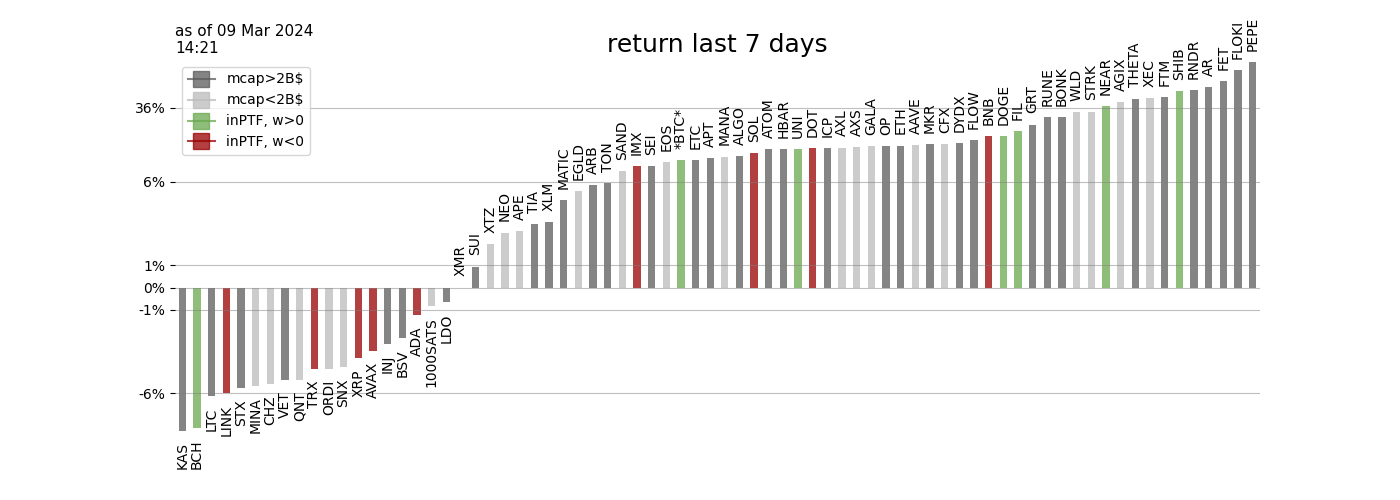 as of 09 Mar 2024
14:21
return last 7 days
mcap>2B$
mcap<2B$
inPTF, w>0
inPTF, w<0
36%
6%
1%
0%
-1%
-6%
KAS
BCH
LTC
LINK
STX
MINA
CHZ
VET
QNT
TRX
ORDI
SNX
XRP
AVAX
INJ
BSV
ADA
1000SATS
LDO
XMR
SUI
XTZ
NEO
APE
TIA
XLM
MATIC
EGLD
ARB
TON
SAND
IMX
SEI
EOS
*BTC*
ETC
APT
MANA
ALGO
SOL
ATOM
HBAR
UNI
DOT
ICP
AXL
AXS
GALA
OP
ETH
AAVE
MKR
CFX
DYDX
FLOW
BNB
DOGE
FIL
GRT
RUNE
BONK
WLD
STRK
NEAR
AGIX
THETA
XEC
FTM
SHIB
RNDR
AR
FET
FLOKI
PEPE